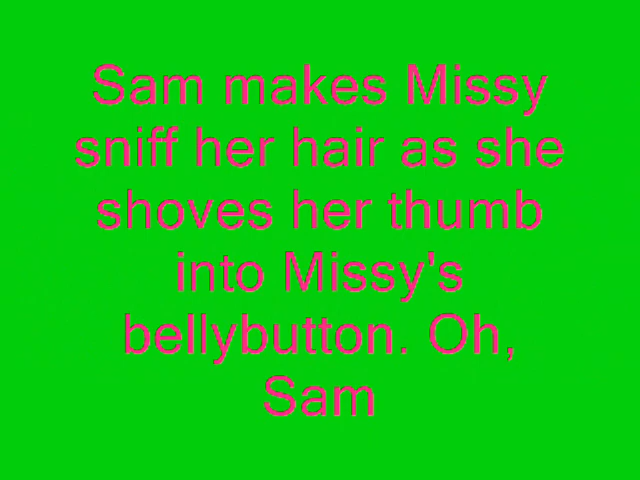 Sam makes Missy
sniff her hair as she
shoves her thumb
into Missy's
bellybutton. Oh,
Sam